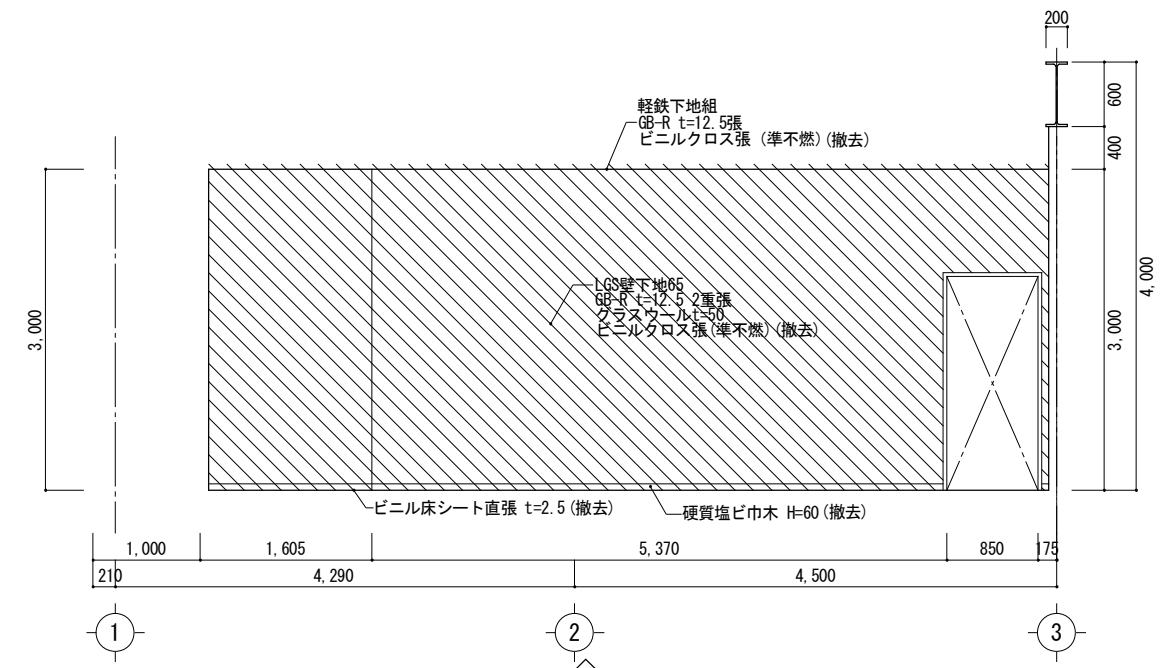 200
600
軽鉄下地組
GB-R t=12.5張
ビニルクロス張 (準不燃)(撤去)
400
4,000
3,000
LGS壁下地65
GB-R t=12.5 2重張
グラスウールt=50
ビニルクロス張(準不燃)(撤去)
3,000
ビニル床シート直張 t=2.5(撤去)
硬質塩ビ巾木 H=60(撤去)
1,000
1,605
5,370
850
175
210
4,290
4,500
1
2
3